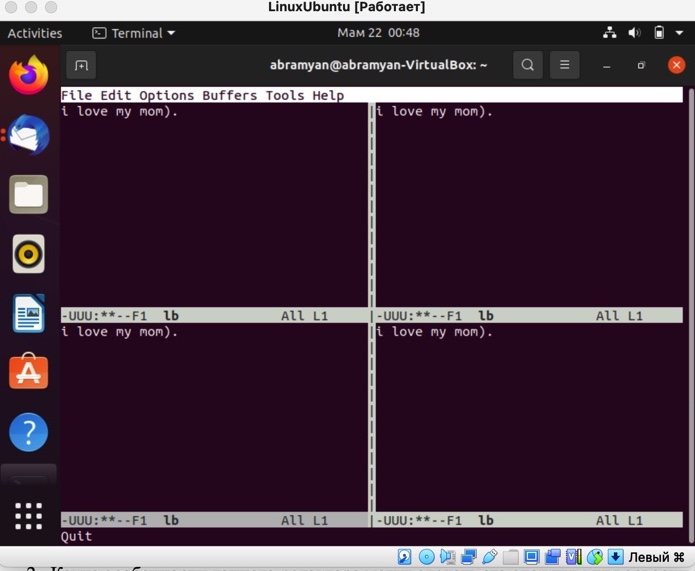 LinuxUbuntu [Работает]
Activities Terminal Мам 22 00:48
abramyan@abramyan-VirtualBox: ~
File Edit Options Buffers Tools Help
i love my mom). i love my mom).
-UUU:**--F1 lb All L1 -UUU:**--F1 lb All L1
i love my mom). i love my mom).
-UUU:**--F1 lb All L1 -UUU:**--F1 lb All L1
Quit
Левый ⌘